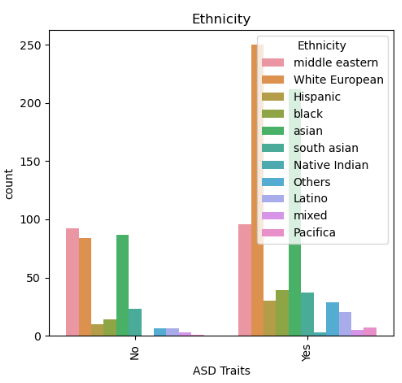 Ethnicity
250
200
150
100
50
0
count
Ethnicity
middle eastern
White European
Hispanic
black
asian
south asian
Native Indian
Others
Latino
mixed
Pacifica
No
Yes
ASD Traits